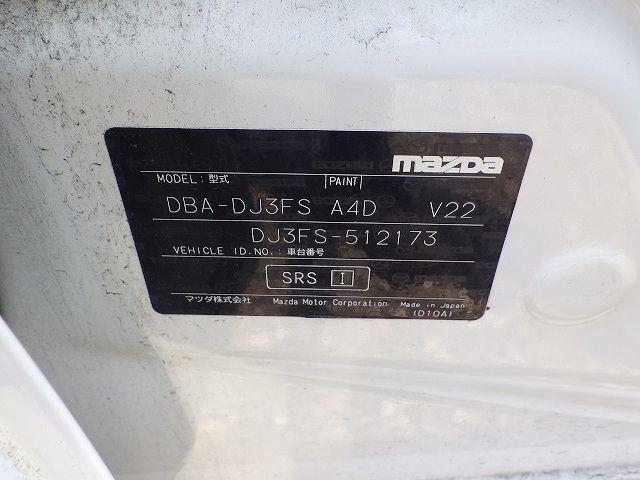 mazda
MODEL:型式 PAINT
DBA-DJ3FS A4D V22
DJ3FS-512173
VEHICLE ID.NO.:車台番号
SRS I
マツダ株式会社 Mazda Motor Corporation Made in Japan
(D10A)